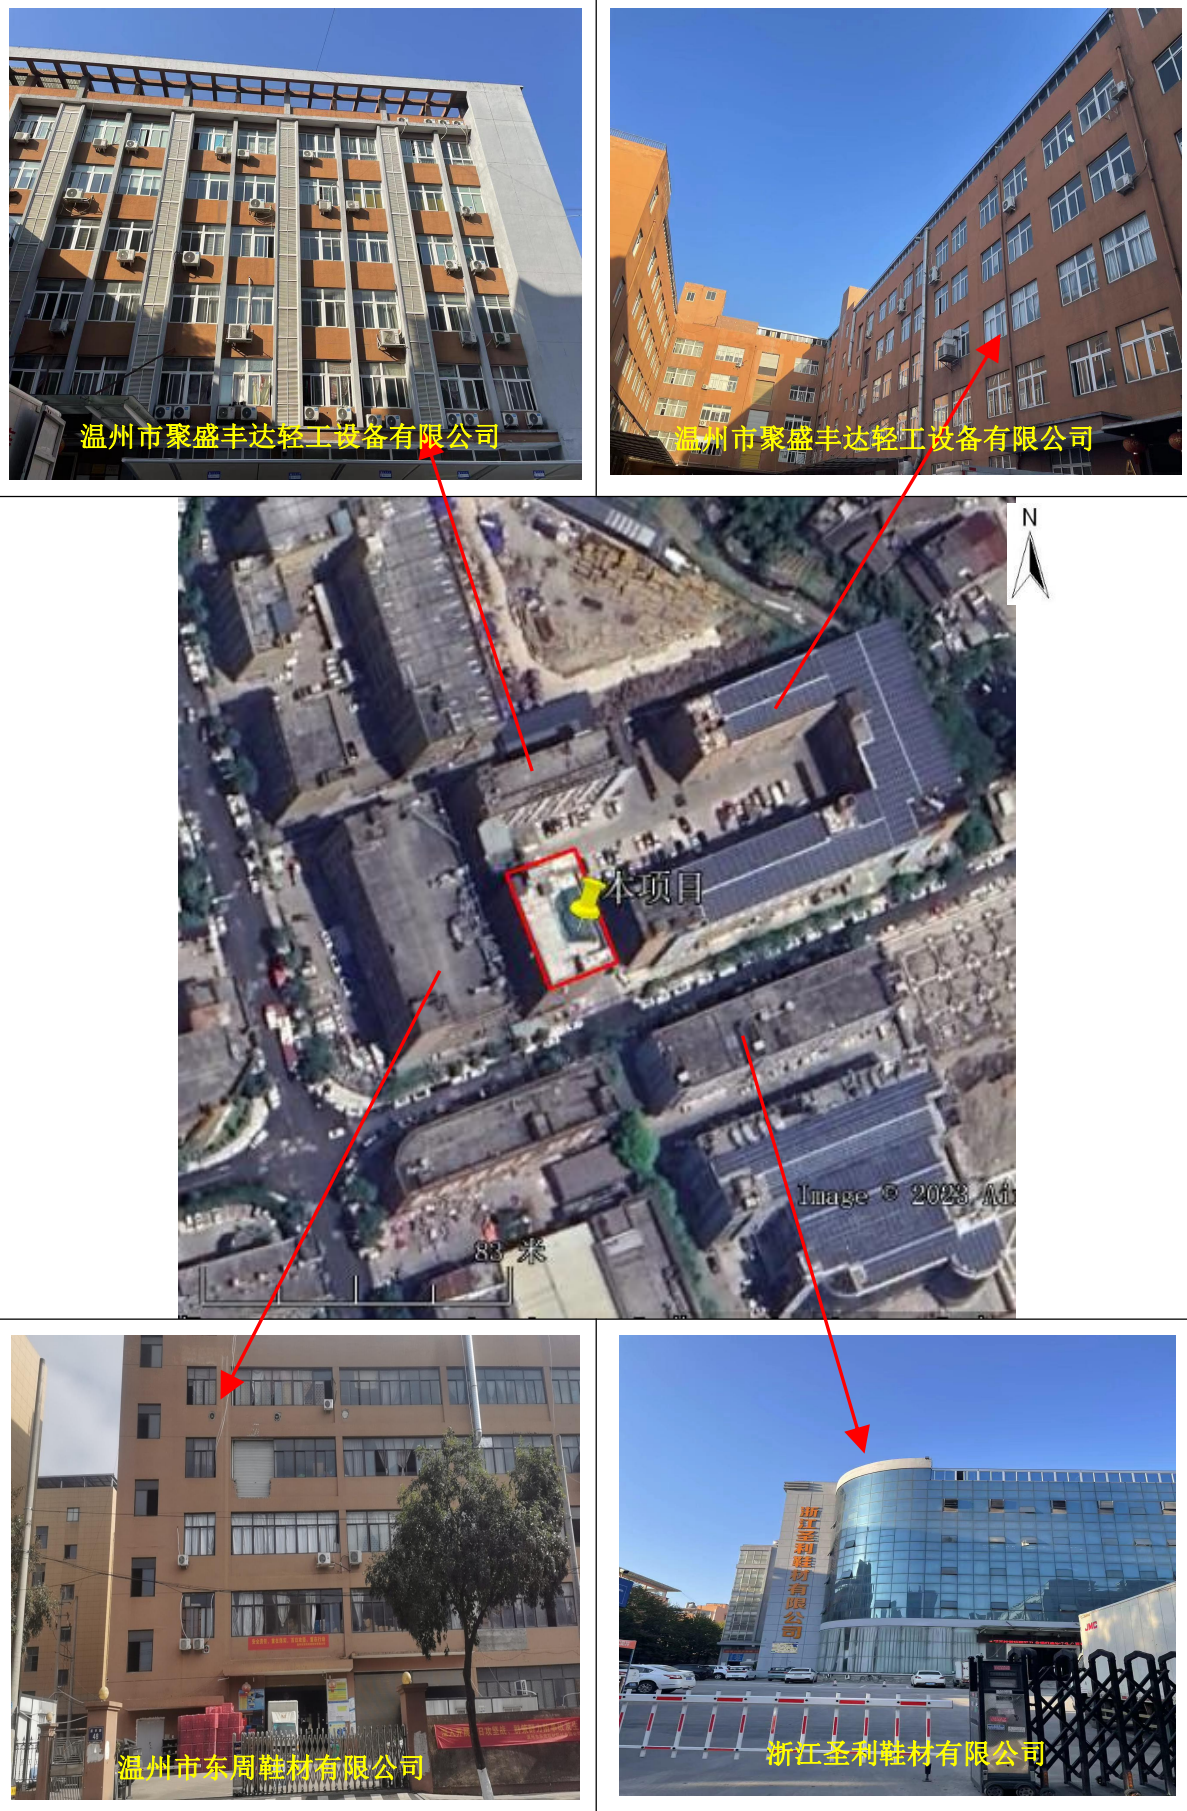 温州市聚盛丰达轻工设备有限公司
温州市聚盛丰达轻工设备有限公司
N
本项目
Image © 2023 Ai
83 米
浙江圣利鞋材有限公司
JMC
温州市东周鞋材有限公司
浙江圣利鞋材有限公司